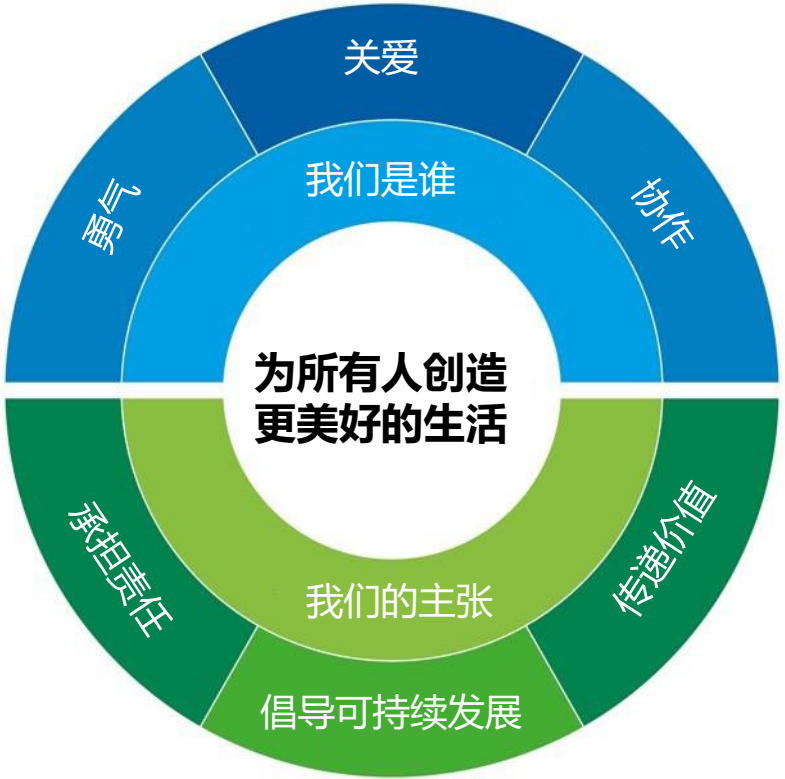 关爱
勇气
协作
我们是谁
为所有人创造
更美好的生活
我们的主张
承担责任
传递价值
倡导可持续发展